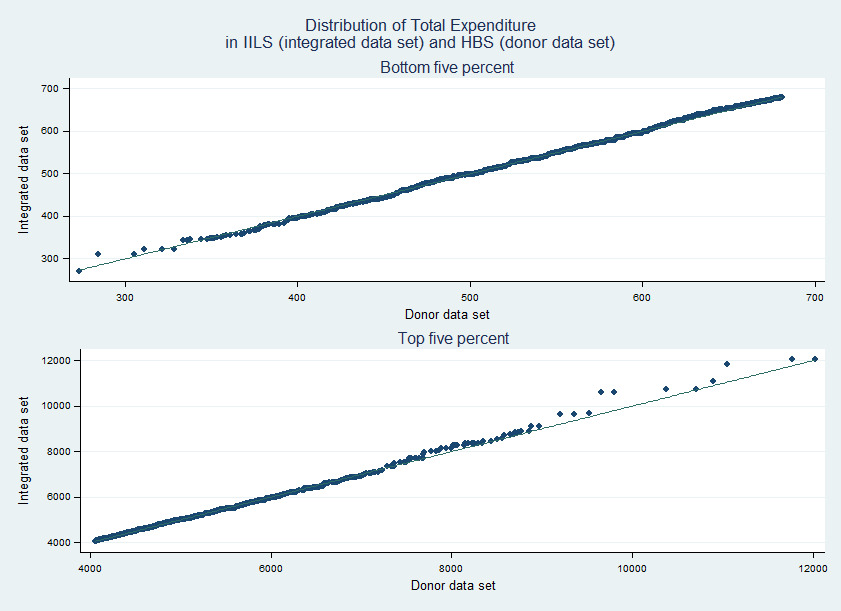 Distribution of Total Expenditure
in IILS (integrated data set) and HBS (donor data set)
Bottom five percent
700
600
500
400
300
Integrated data set
300 400 500 600 700
Donor data set
Top five percent
12000
10000
8000
6000
4000
Integrated data set
4000 6000 8000 10000 12000
Donor data set